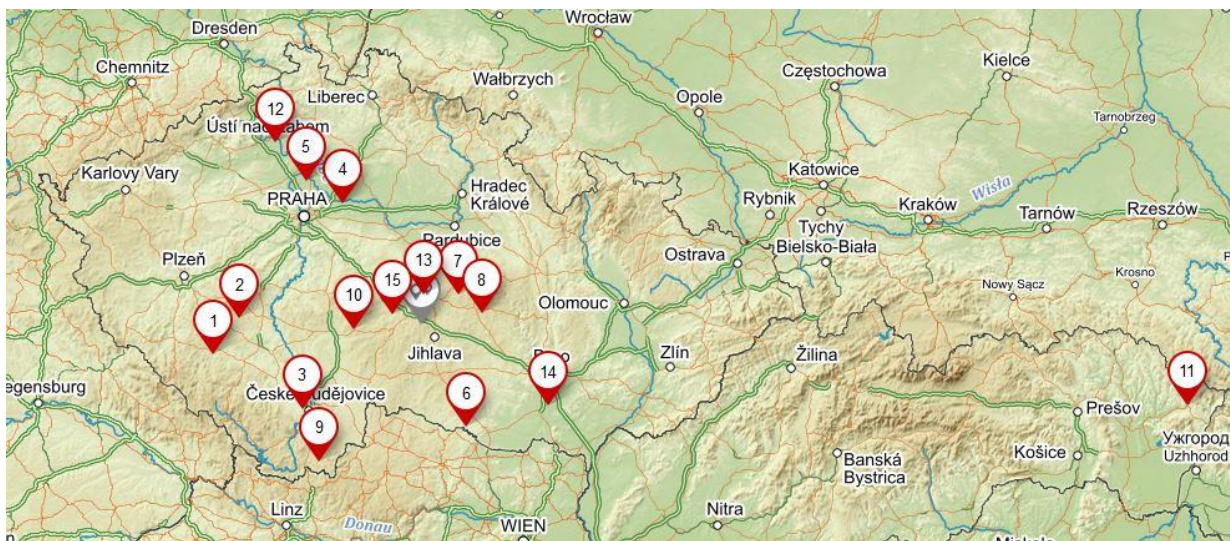 Wrocław
Dresden
Chemnitz
Wałbrzych
Liberec
Kielce
Częstochowa
12
Opole
Tarnobrzeg
5
4
Karlovy Vary
Hradec
Králové
PRAHA
Katowice
Wisła
Rybnik
Kraków
Tarnów
Rzeszów
Tychy
Bielsko-Biała
Pardubice
Plzeň
Ostrava
13
7
8
15
2
10
1
Krosno
Nowy Sącz
Olomouc
Jihlava
Zlín
Žilina
14
3
11
6
České Budějovice
Prešov
9
Ужгород
Uzhhorod
Košice
Banská
Bystrica
Linz
Donau
WIEN
Nitra